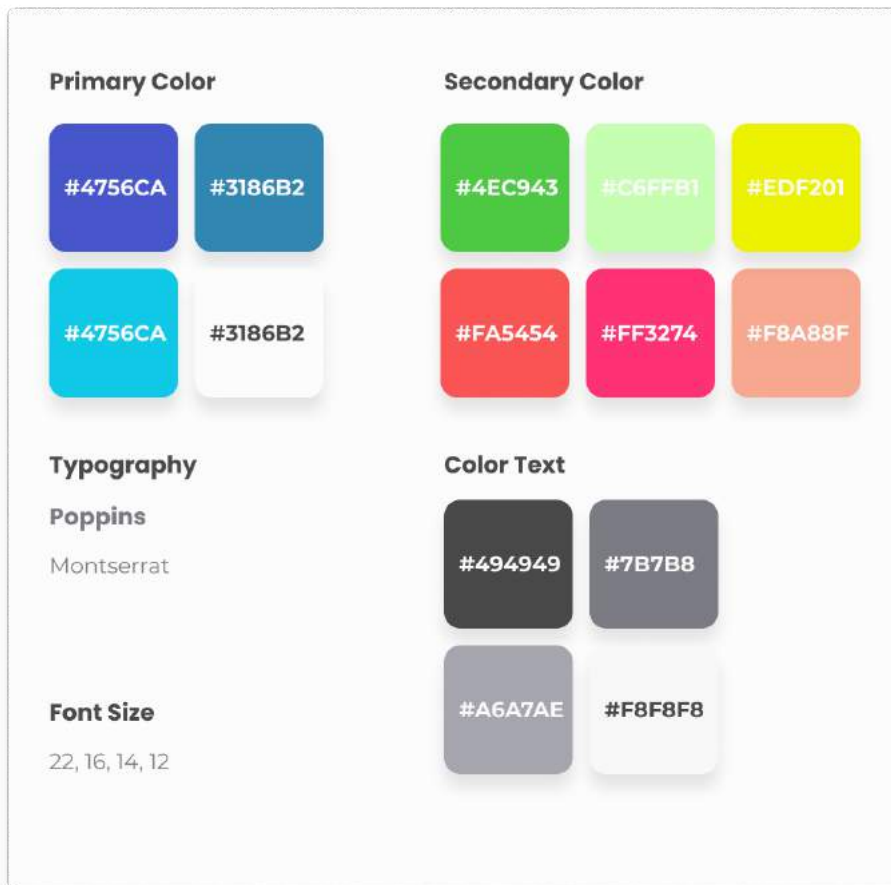 Primary Color
#4756CA #3186B2
#4756CA #3186B2
Secondary Color
#4EC943 #C6FFB1 #EDF201
#FA5454 #FF3274 #F8A88F
Typography
Poppins
Montserrat
Font Size
22, 16, 14, 12
Color Text
#494949 #7B7B8
#A6A7AE #F8F8F8